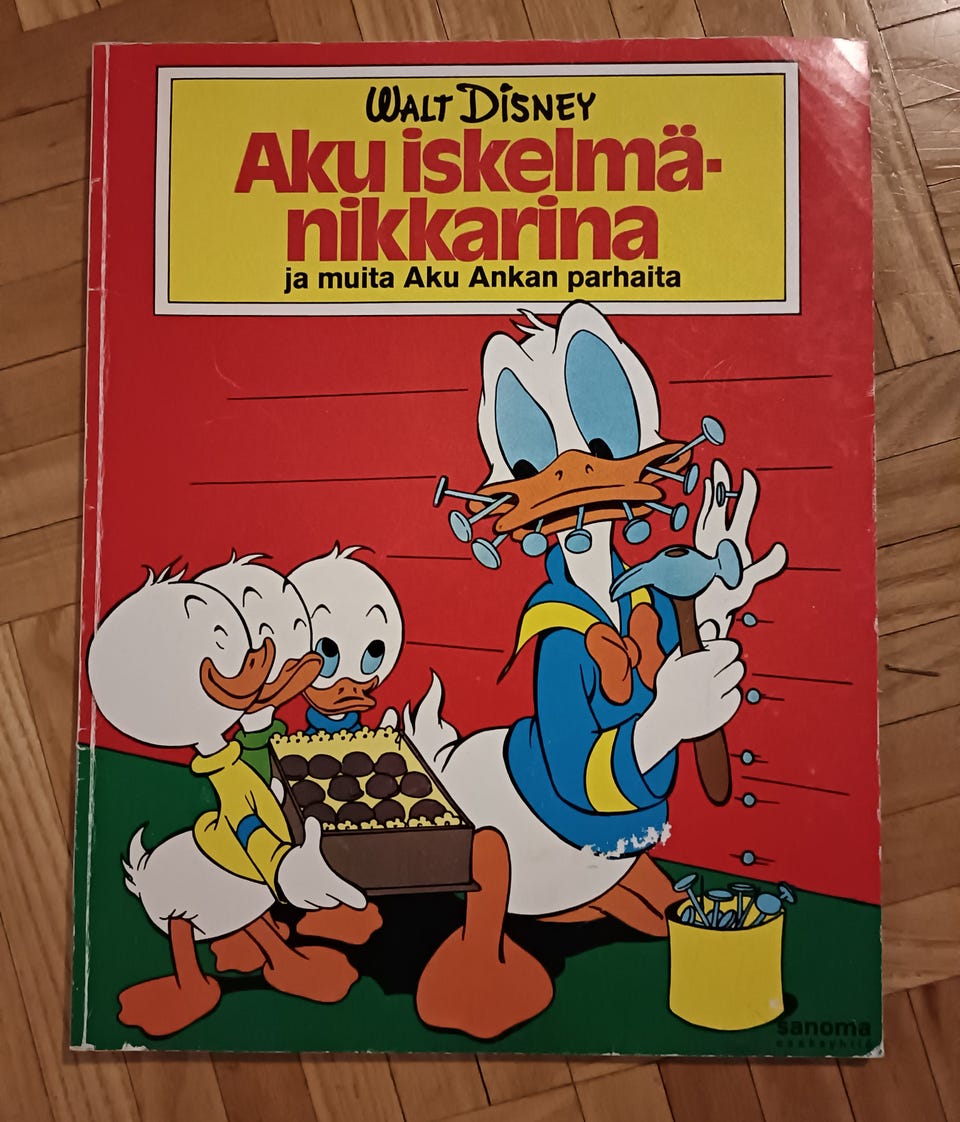 WALT DISNEY
Aku iskelmä-
nikkarina
ja muita Aku Ankan parhaita
sanoma